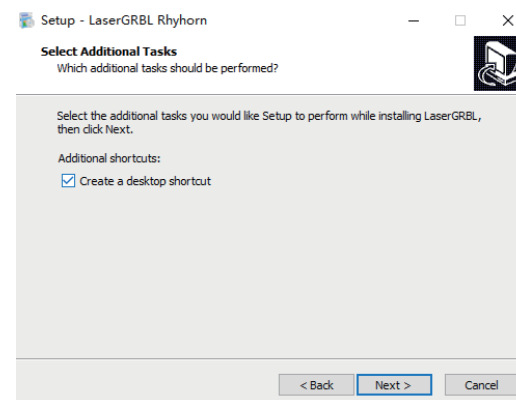 Setup - LaserGRBL Rhyhorn
Select Additional Tasks
Which additional tasks should be performed?
Select the additional tasks you would like Setup to perform while installing LaserGRBL,
then click Next.
Additional shortcuts:
Create a desktop shortcut
< Back Next > Cancel